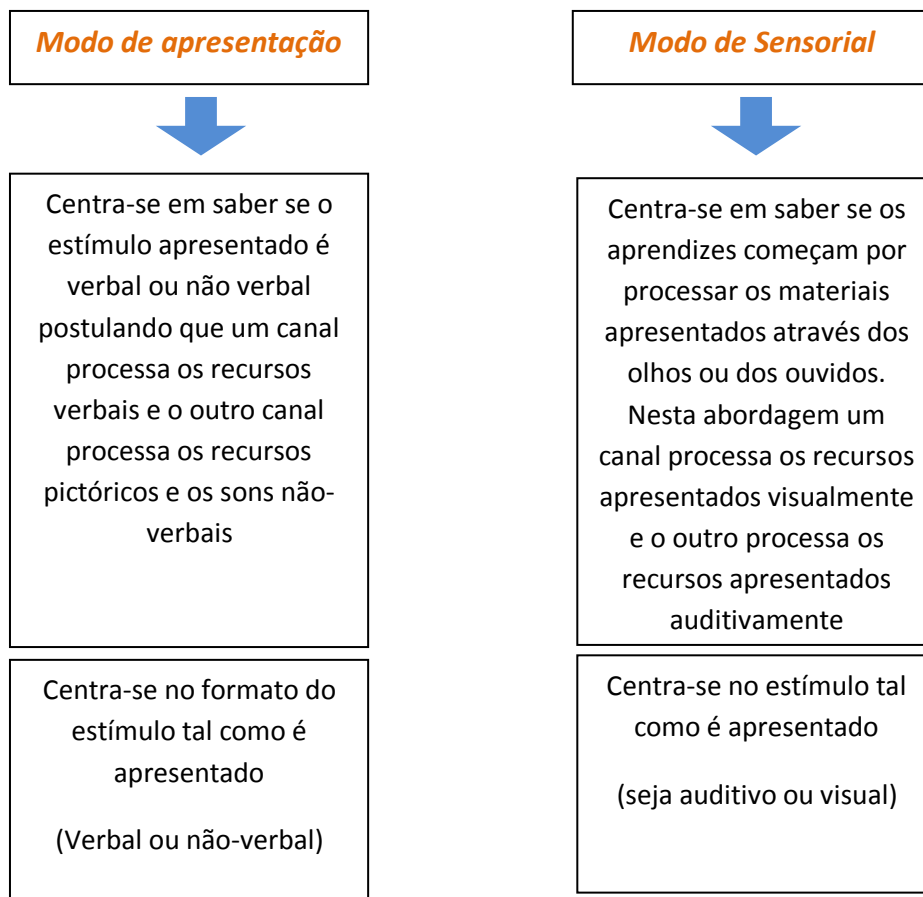 Modo de apresentação
Centra-se em saber se o
estímulo apresentado é
verbal ou não verbal
postulando que um canal
processa os recursos
verbais e o outro canal
processa os recursos
pictóricos e os sons não-
verbais
Centra-se no formato do
estímulo tal como é
apresentado
(Verbal ou não-verbal)
Modo de Sensorial
Centra-se em saber se os
aprendizes começam por
processar os materiais
apresentados através dos
olhos ou dos ouvidos.
Nesta abordagem um
canal processa os recursos
apresentados visualmente
e o outro processa os
recursos apresentados
auditivamente
Centra-se no estímulo tal
como é apresentado
(seja auditivo ou visual)